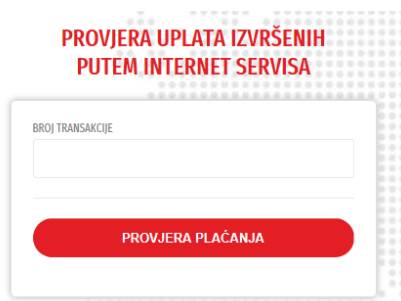 PROVJERA UPLATA IZVRŠENIH
PUTEM INTERNET SERVISA
BROJ TRANSAKCIJE
PROVJERA PLAĆANJA